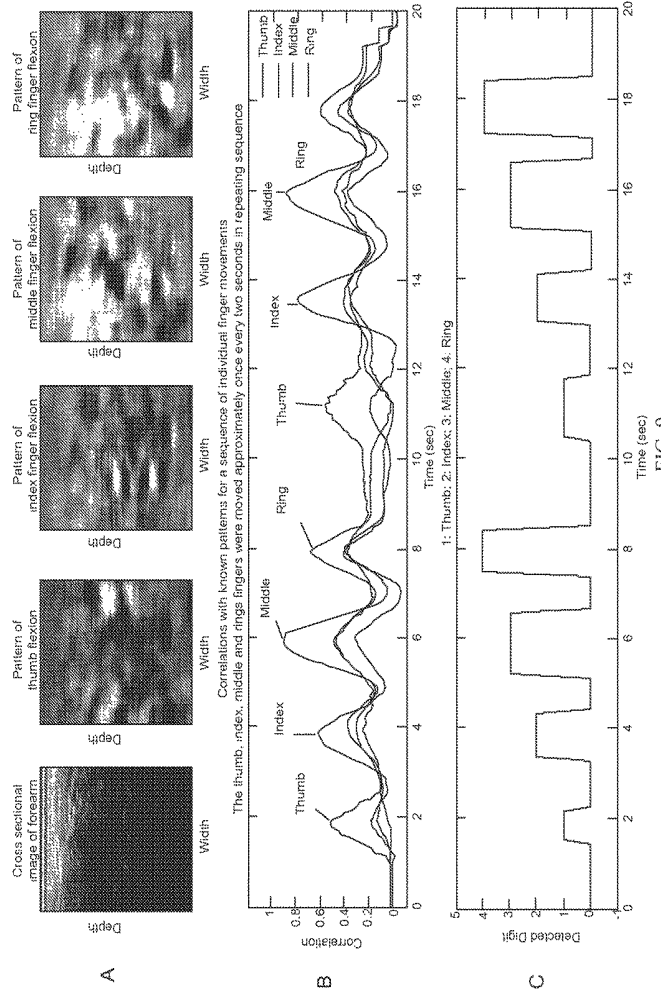 A
Cross sectional
image of forearm
Depth
Width
Pattern of
thumb flexion
Depth
Width
Pattern of
index finger flexion
Depth
Width
Pattern of
middle finger flexion
Depth
Width
Pattern of
ring finger flexion
Depth
Width
B
Correlations with known patterns for a sequence of individual finger movements
The thumb, index, middle and rings fingers were moved approximately once every two seconds in repeating sequence
Correlation
1
0.8
0.6
0.4
0.2
0
Thumb
Index
Middle
Ring
Thumb
Index
Middle
Ring
Thumb
Index
Middle
Ring
0 2 4 6 8 10 12 14 16 18 20
Time (sec)
C
1: Thumb; 2: Index; 3: Middle; 4. Ring
Detected Digit
5
4
3
2
1
0
-1
0 2 4 6 8 10 12 14 16 18 20
Time (sec)